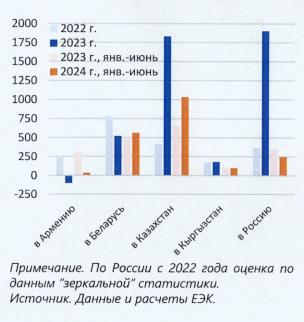 2000
1750
1500
1250
1000
750
500
250
0
-250
2022 г.
2023 г.
2023 г., янв.-июнь
2024 г., янв.-июнь
в Армению
в Беларусь
в Казахстан
в Кыргызстан
в Россию
Примечание. По России с 2022 года оценка по
данным "зеркальной" статистики.
Источник. Данные и расчеты ЕЭК.